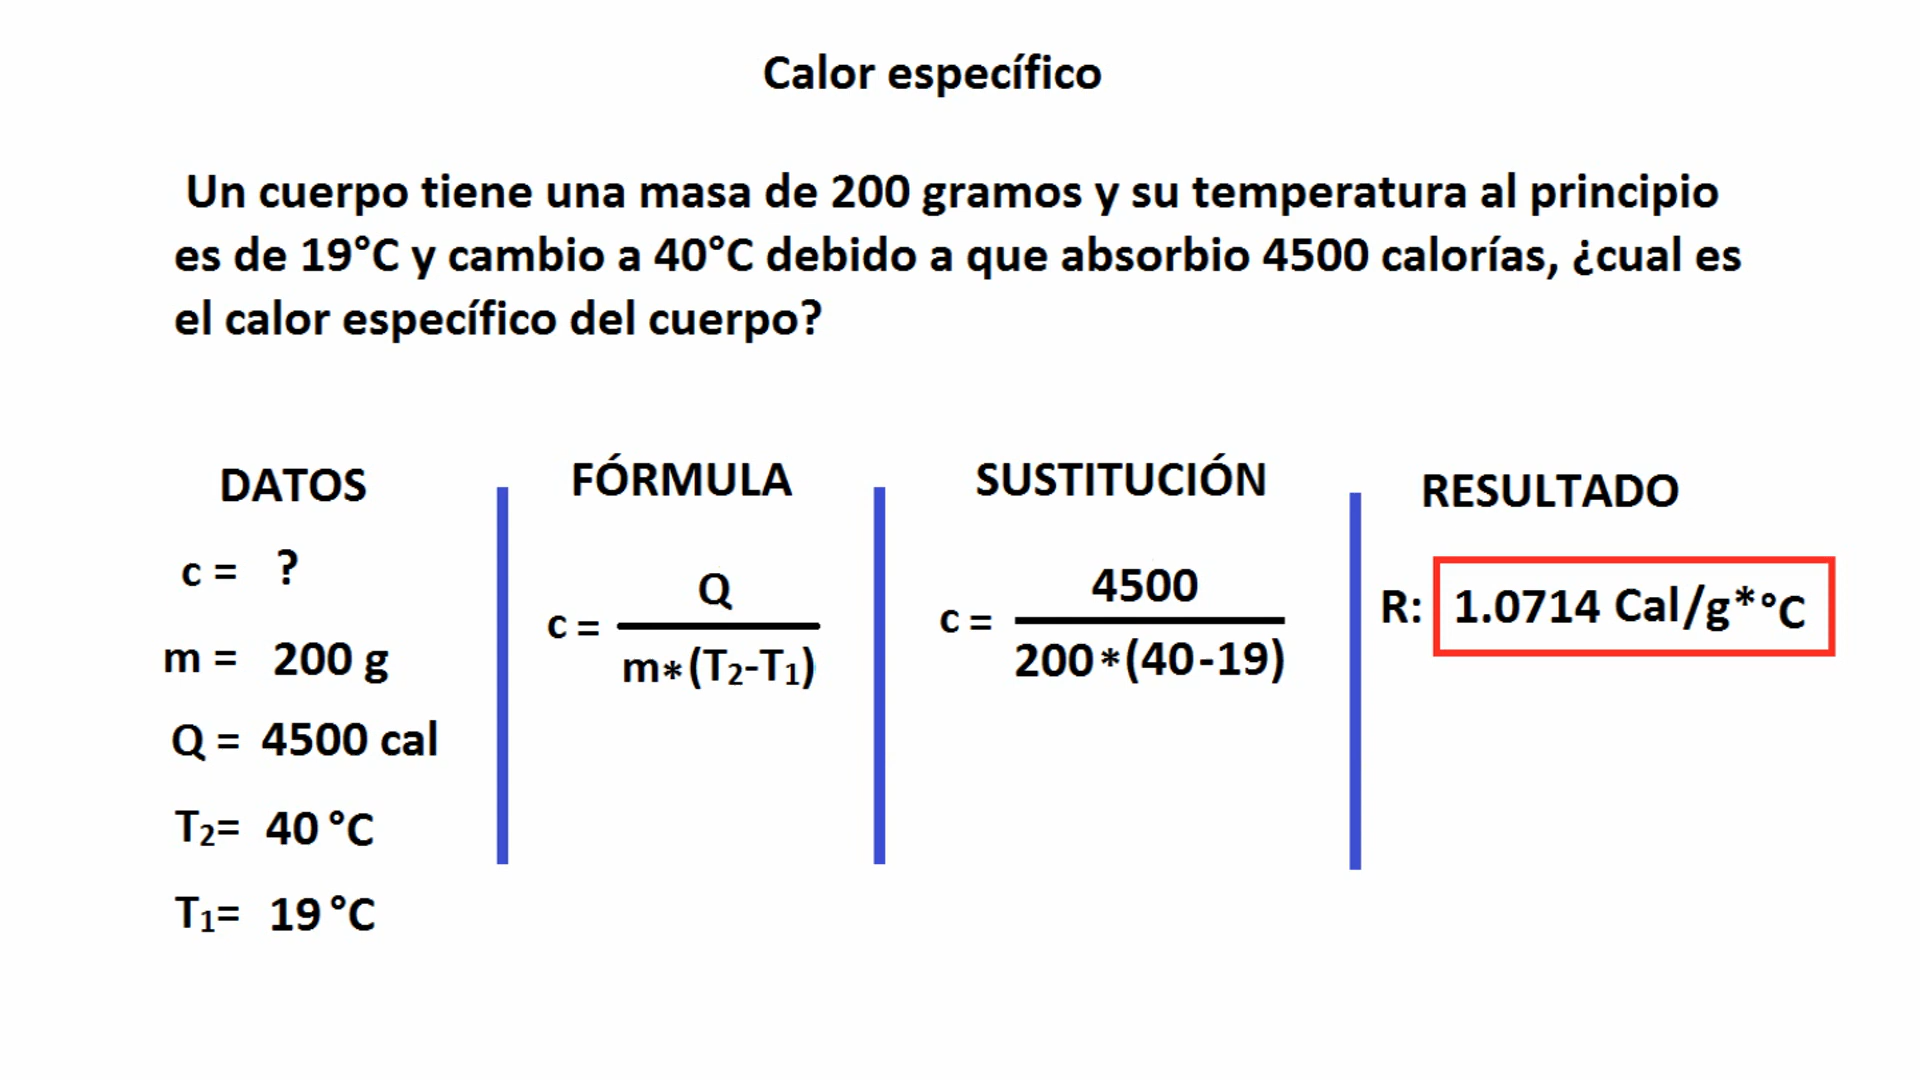 Calor específico
Un cuerpo tiene una masa de 200 gramos y su temperatura al principio
es de 19°C y cambio a 40°C debido a que absorbio 4500 calorías, ¿cual es
el calor específico del cuerpo?
DATOS
c = ?
m = 200 g
Q = 4500 cal
T₂= 40 °C
T₁= 19 °C
FÓRMULA
Q
c =
m*(T₂-T₁)
SUSTITUCIÓN
4500
c =
200*(40-19)
RESULTADO
R: 1.0714 Cal/g*°C